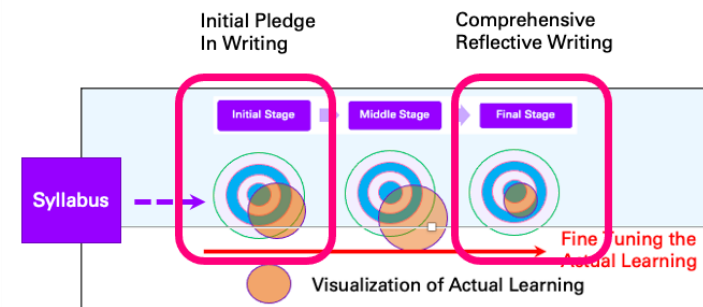 Initial Pledge
In Writing
Comprehensive
Reflective Writing
Initial Stage
Middle Stage
Final Stage
Syllabus
Fine Tuning the
Actual Learning
Visualization of Actual Learning